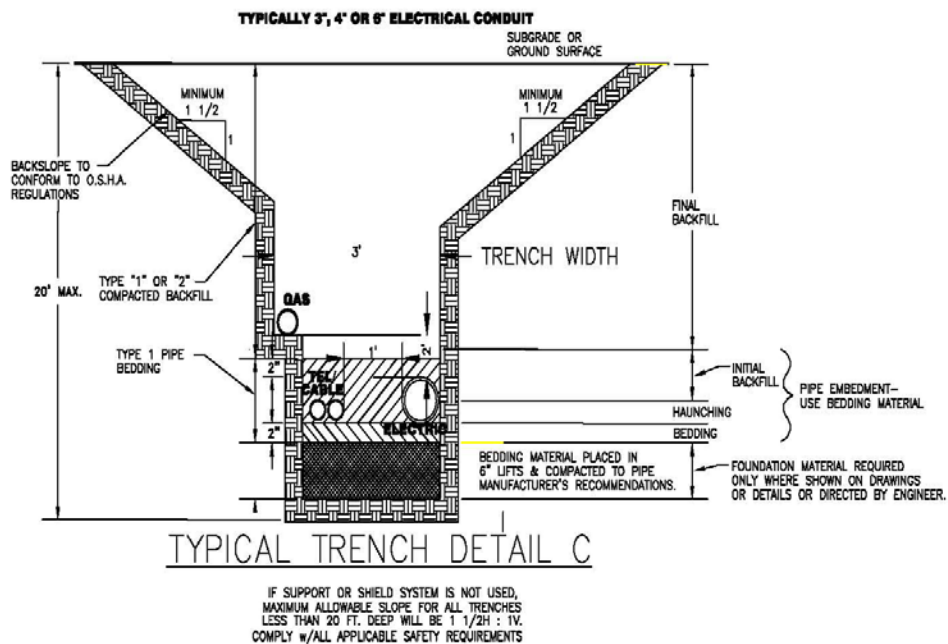 TYPICALLY 3", 4" OR 6" ELECTRICAL CONDUIT
SUBGRADE OR
GROUND SURFACE
MINIMUM
1 1/2
1
MINIMUM
1 1/2
1
BACKSLOPE TO
CONFORM TO O.S.H.A.
REGULATIONS
FINAL
BACKFILL
3'
TRENCH WIDTH
20' MAX.
TYPE "1" OR "2"
COMPACTED BACKFILL
GAS
TYPE 1 PIPE
BEDDING
2"
1'
2'
TEL/
CABLE
INITIAL
BACKFILL
PIPE EMBEDMENT-
USE BEDDING MATERIAL
HAUNCHING
2"
ELECTRIC
BEDDING
BEDDING MATERIAL PLACED IN
6" LIFTS & COMPACTED TO PIPE
MANUFACTURER'S RECOMMENDATIONS.
FOUNDATION MATERIAL REQUIRED
ONLY WHERE SHOWN ON DRAWINGS
OR DETAILS OR DIRECTED BY ENGINEER.
TYPICAL TRENCH DETAIL C
IF SUPPORT OR SHIELD SYSTEM IS NOT USED,
MAXIMUM ALLOWABLE SLOPE FOR ALL TRENCHES
LESS THAN 20 FT. DEEP WILL BE 1 1/2H : 1V.
COMPLY w/ALL APPLICABLE SAFETY REQUIREMENTS